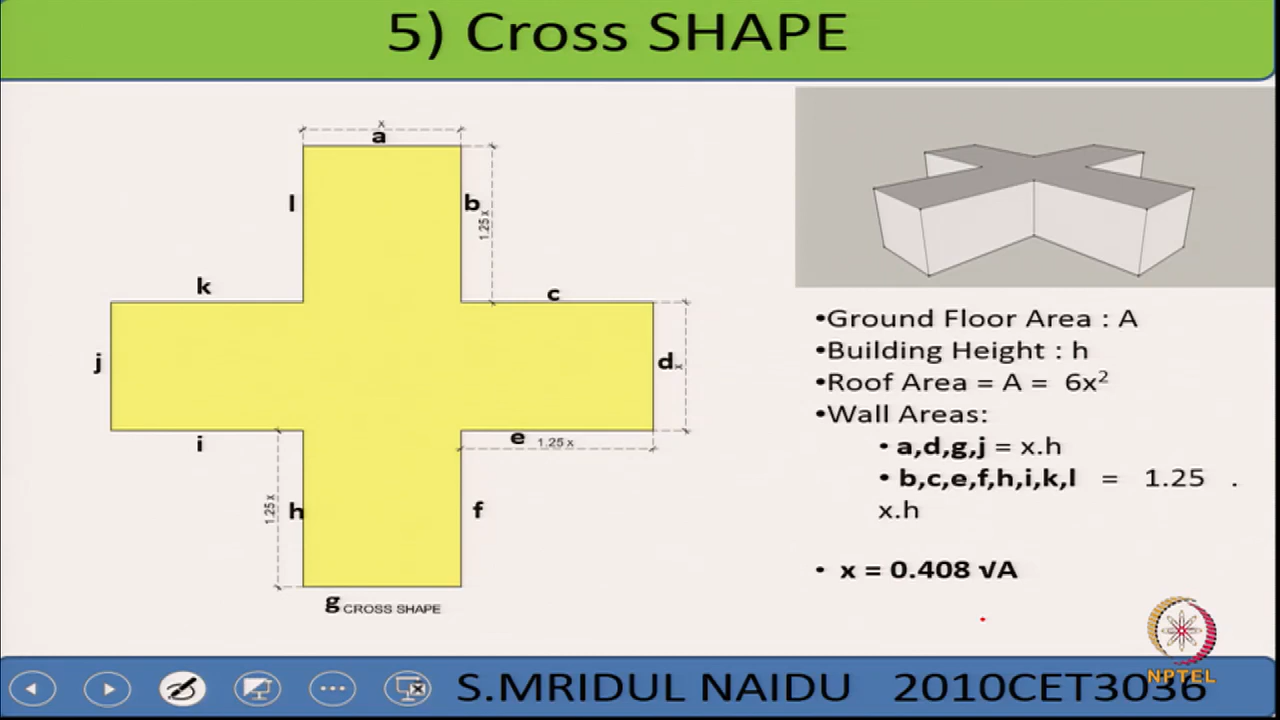 5) Cross SHAPE
x
a
l
b
1.25 x
k
c
j
d
x
i
e
1.25 x
1.25 x
h
f
g
CROSS SHAPE
•Ground Floor Area : A
•Building Height : h
•Roof Area = A = 6x²
•Wall Areas:
• a,d,g,j = x.h
• b,c,e,f,h,i,k,l = 1.25 .
x.h
• x = 0.408 √A
NPTEL
S.MRIDUL NAIDU 2010CET3036